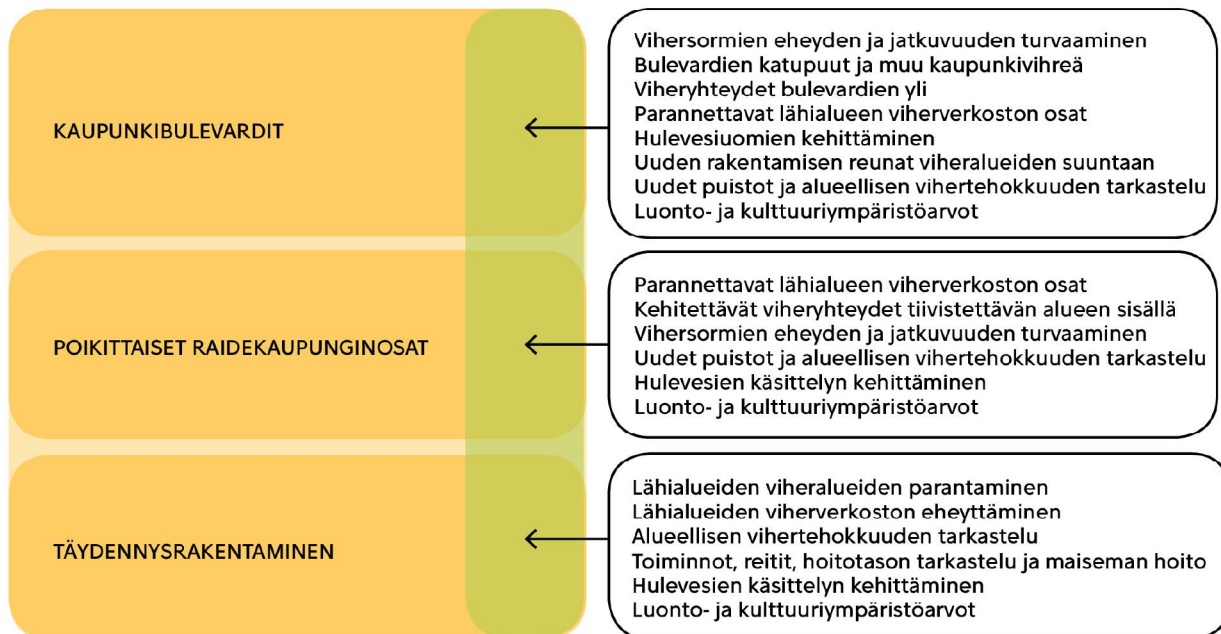 KAUPUNKIBULEVARDIT
Vihersormien eheyden ja jatkuvuuden turvaaminen
Bulevardien katupuut ja muu kaupunkivihreä
Viheryhteydet bulevardien yli
Parannettavat lähialueen viherverkoston osat
Hulevesiuomien kehittäminen
Uuden rakentamisen reunat viheralueiden suuntaan
Uudet puistot ja alueellisen vihertehokkuuden tarkastelu
Luonto- ja kulttuuriympäristöarvot
POIKITTAISET RAIDEKAUPUNGINOSAT
Parannettavat lähialueen viherverkoston osat
Kehitettävät viheryhteydet tiivistettävän alueen sisällä
Vihersormien eheyden ja jatkuvuuden turvaaminen
Uudet puistot ja alueellisen vihertehokkuuden tarkastelu
Hulevesien käsittelyn kehittäminen
Luonto- ja kulttuuriympäristöarvot
TÄYDENNYSRAKENTAMINEN
Lähialueiden viheralueiden parantaminen
Lähialueiden viherverkoston eheyttäminen
Alueellisen vihertehokkuuden tarkastelu
Toiminnot, reitit, hoitotason tarkastelu ja maiseman hoito
Hulevesien käsittelyn kehittäminen
Luonto- ja kulttuuriympäristöarvot